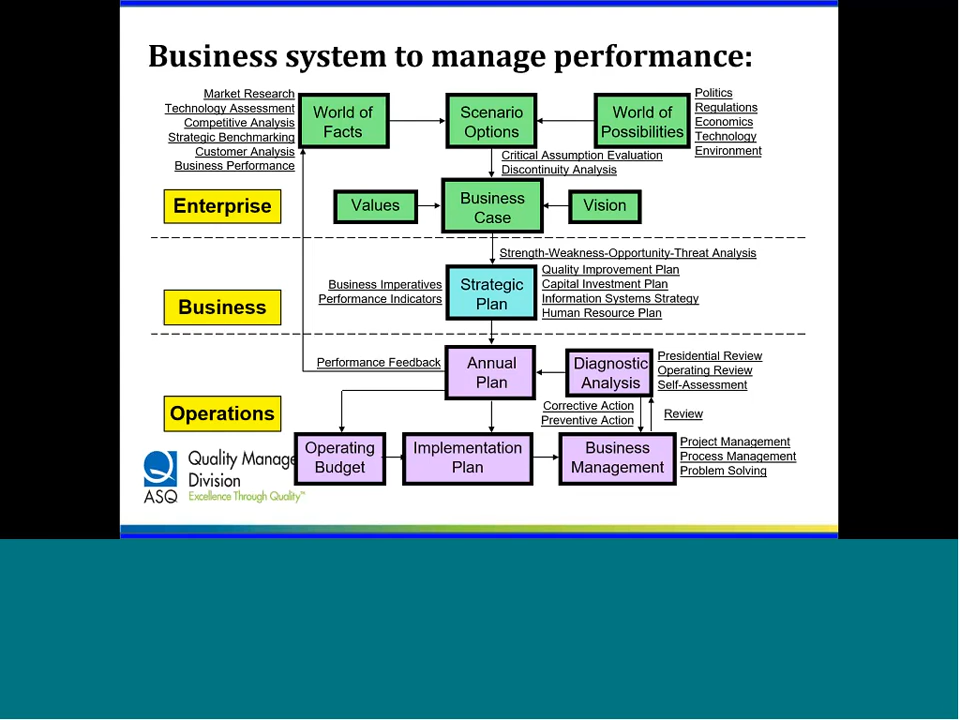 Business system to manage performance:
Market Research
Technology Assessment
Competitive Analysis
Strategic Benchmarking
Customer Analysis
Business Performance
World of
Facts
Scenario
Options
World of
Possibilities
Politics
Regulations
Economics
Technology
Environment
Critical Assumption Evaluation
Discontinuity Analysis
Enterprise
Values
Business
Case
Vision
Strength-Weakness-Opportunity-Threat Analysis
Business
Business Imperatives
Performance Indicators
Strategic
Plan
Quality Improvement Plan
Capital Investment Plan
Information Systems Strategy
Human Resource Plan
Performance Feedback
Annual
Plan
Diagnostic
Analysis
Presidential Review
Operating Review
Self-Assessment
Operations
Corrective Action
Preventive Action
Review
Operating
Budget
Implementation
Plan
Business
Management
Project Management
Process Management
Problem Solving
Quality Manage
Division
ASQ
Excellence Through Quality™